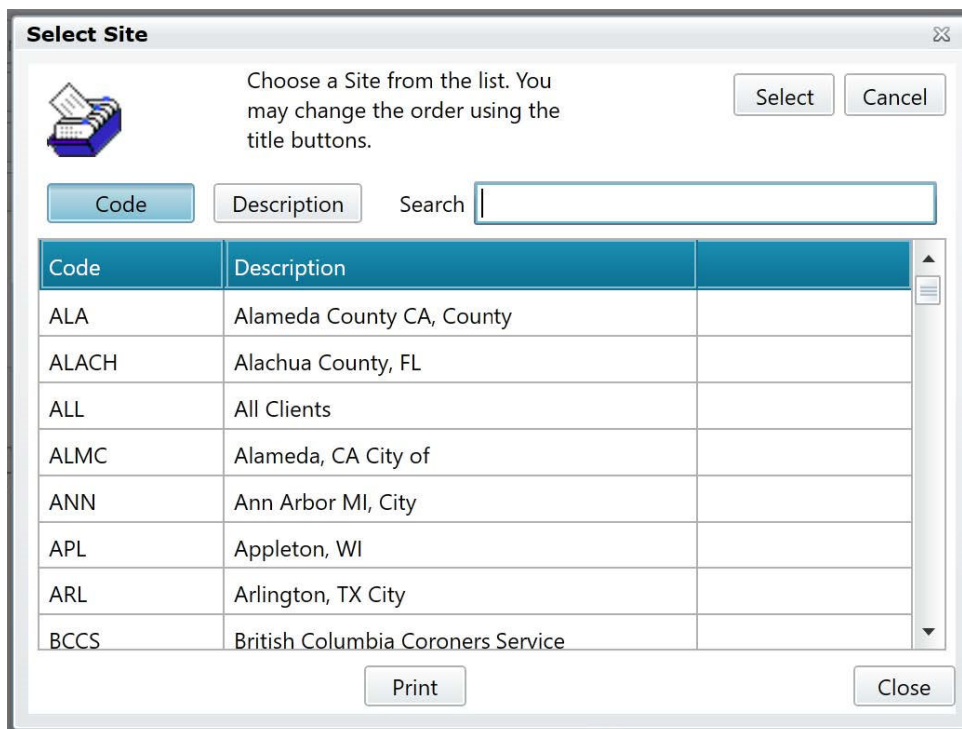 Select Site
Choose a Site from the list. You
may change the order using the
title buttons.
Select Cancel
Code Description Search
Code Description
ALA Alameda County CA, County
ALACH Alachua County, FL
ALL All Clients
ALMC Alameda, CA City of
ANN Ann Arbor MI, City
APL Appleton, WI
ARL Arlington, TX City
BCCS British Columbia Coroners Service
Print Close